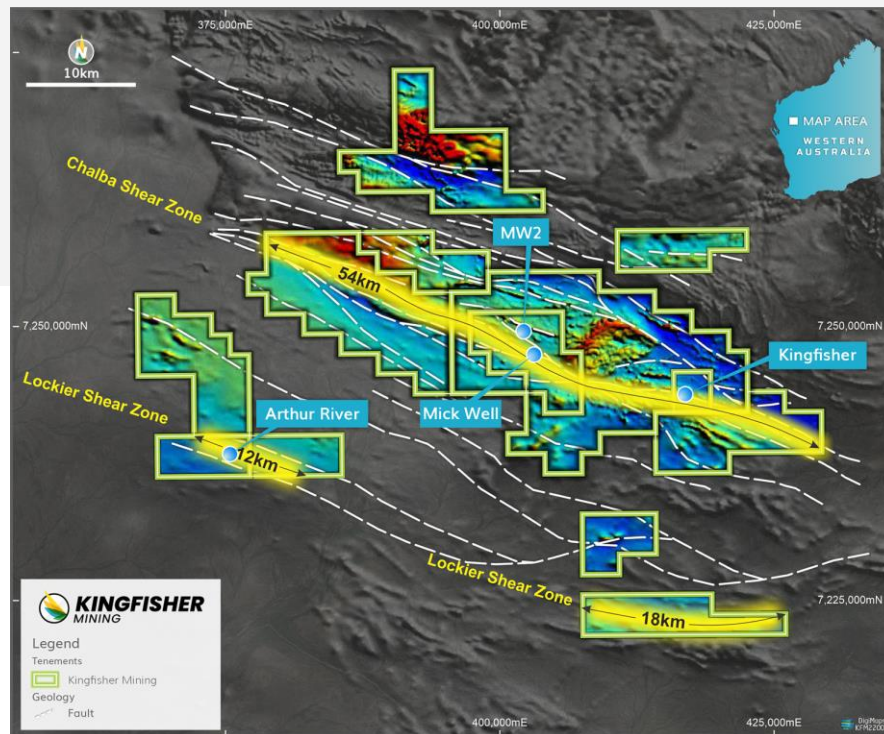 375,000mE
400,000mE
425,000mE
N
10km
MAP AREA
WESTERN
AUSTRALIA
Chalba Shear Zone
MW2
54km
7,250,000mN
7,250,000mN
Kingfisher
Lockier Shear Zone
Arthur River
Mick Well
12km
Lockier Shear Zone
18km
7,225,000mN
KINGFISHER
MINING
Legend
Tenements
Kingfisher Mining
Geology
Fault
400,000mE
425,000mE
DigiMaps